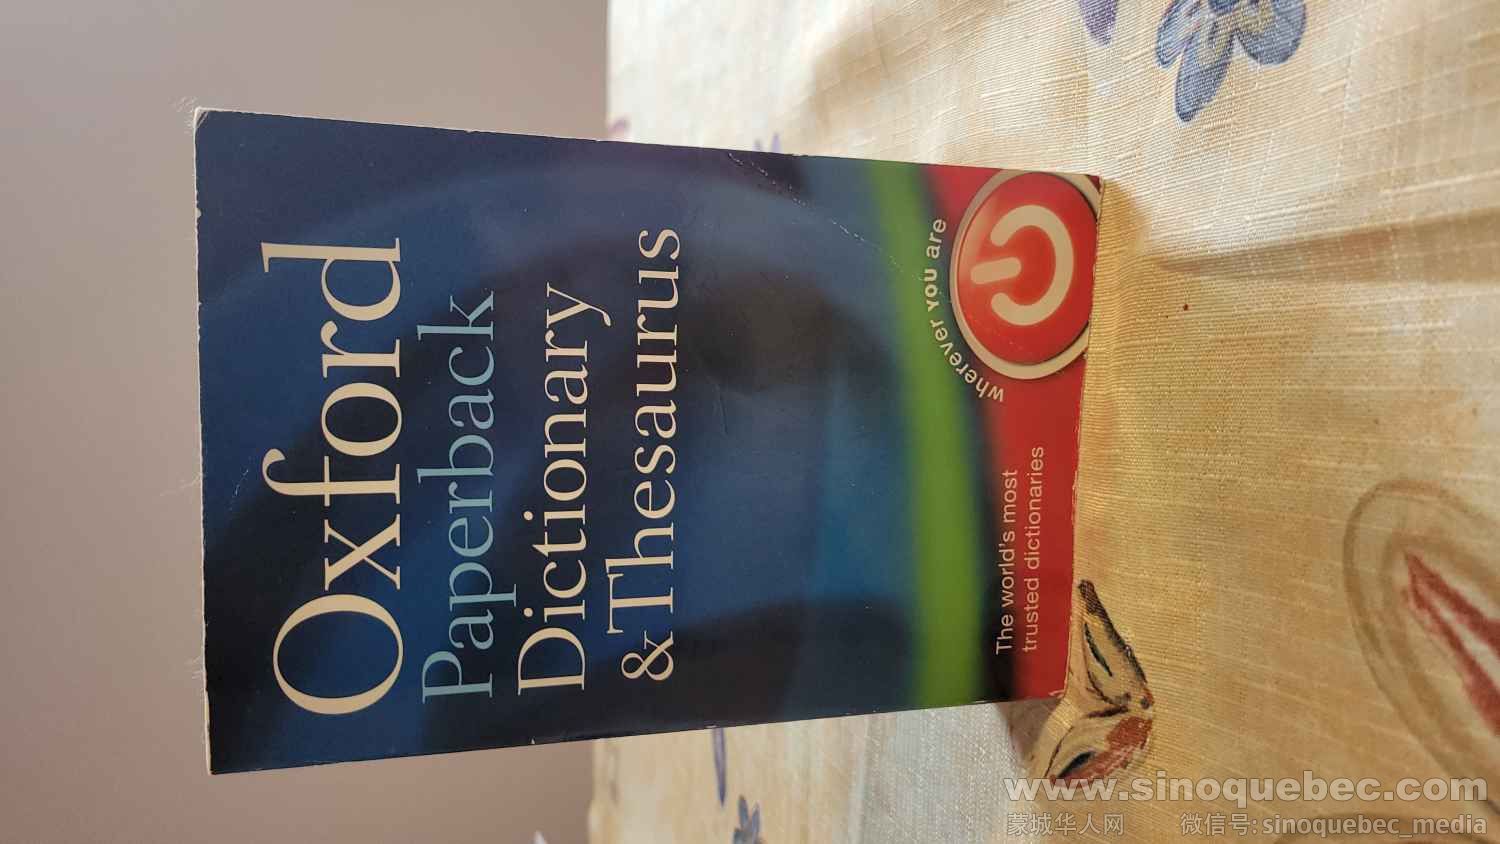 Oxford
Paperback
Dictionary
& Thesaurus
wherever you are
The world's most
trusted dictionaries
www.sinoquebec.com
蒙城华人网 微信号: sinoquebec_media